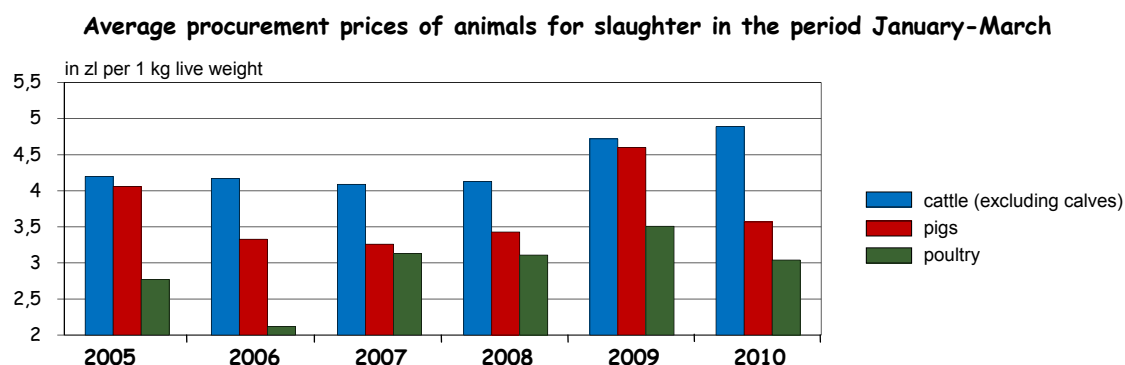 Average procurement prices of animals for slaughter in the period January-March
in zl per 1 kg live weight
5,5
5
4,5
4
3,5
3
2,5
2
2005 2006 2007 2008 2009 2010
cattle (excluding calves)
pigs
poultry